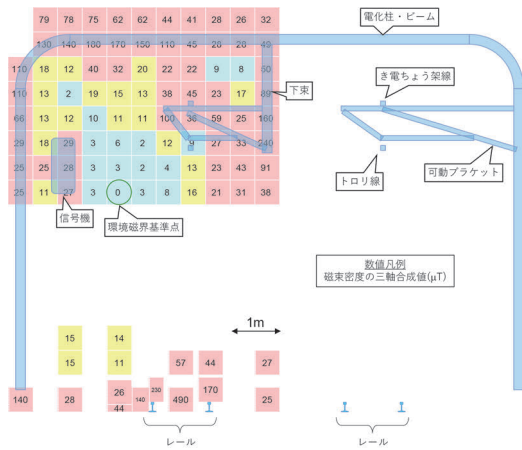 79 78 75 62 62 44 41 26 26 32
130 140 180 170 150 110 45 28 28 49
電化柱・ビーム
110 18 12 40 32 20 22 22 9 8 60
110 13 2 19 15 13 38 45 23 17 89
下束
き電ちょう架線
66 13 12 10 11 11 100 36 59 25 160
29 18 29 3 6 2 12 9 27 33 240
25 25 28 3 3 2 4 13 23 43 91
トロリ線
可動ブラケット
25 11 27 3 0 3 8 16 21 31 38
信号機
環境磁界基準点
数値凡例
磁束密度の三軸合成値(μT)
1m
15 14
15 11 57 44 27
140 28 26 140 230 490 170 25
44
レール
レール